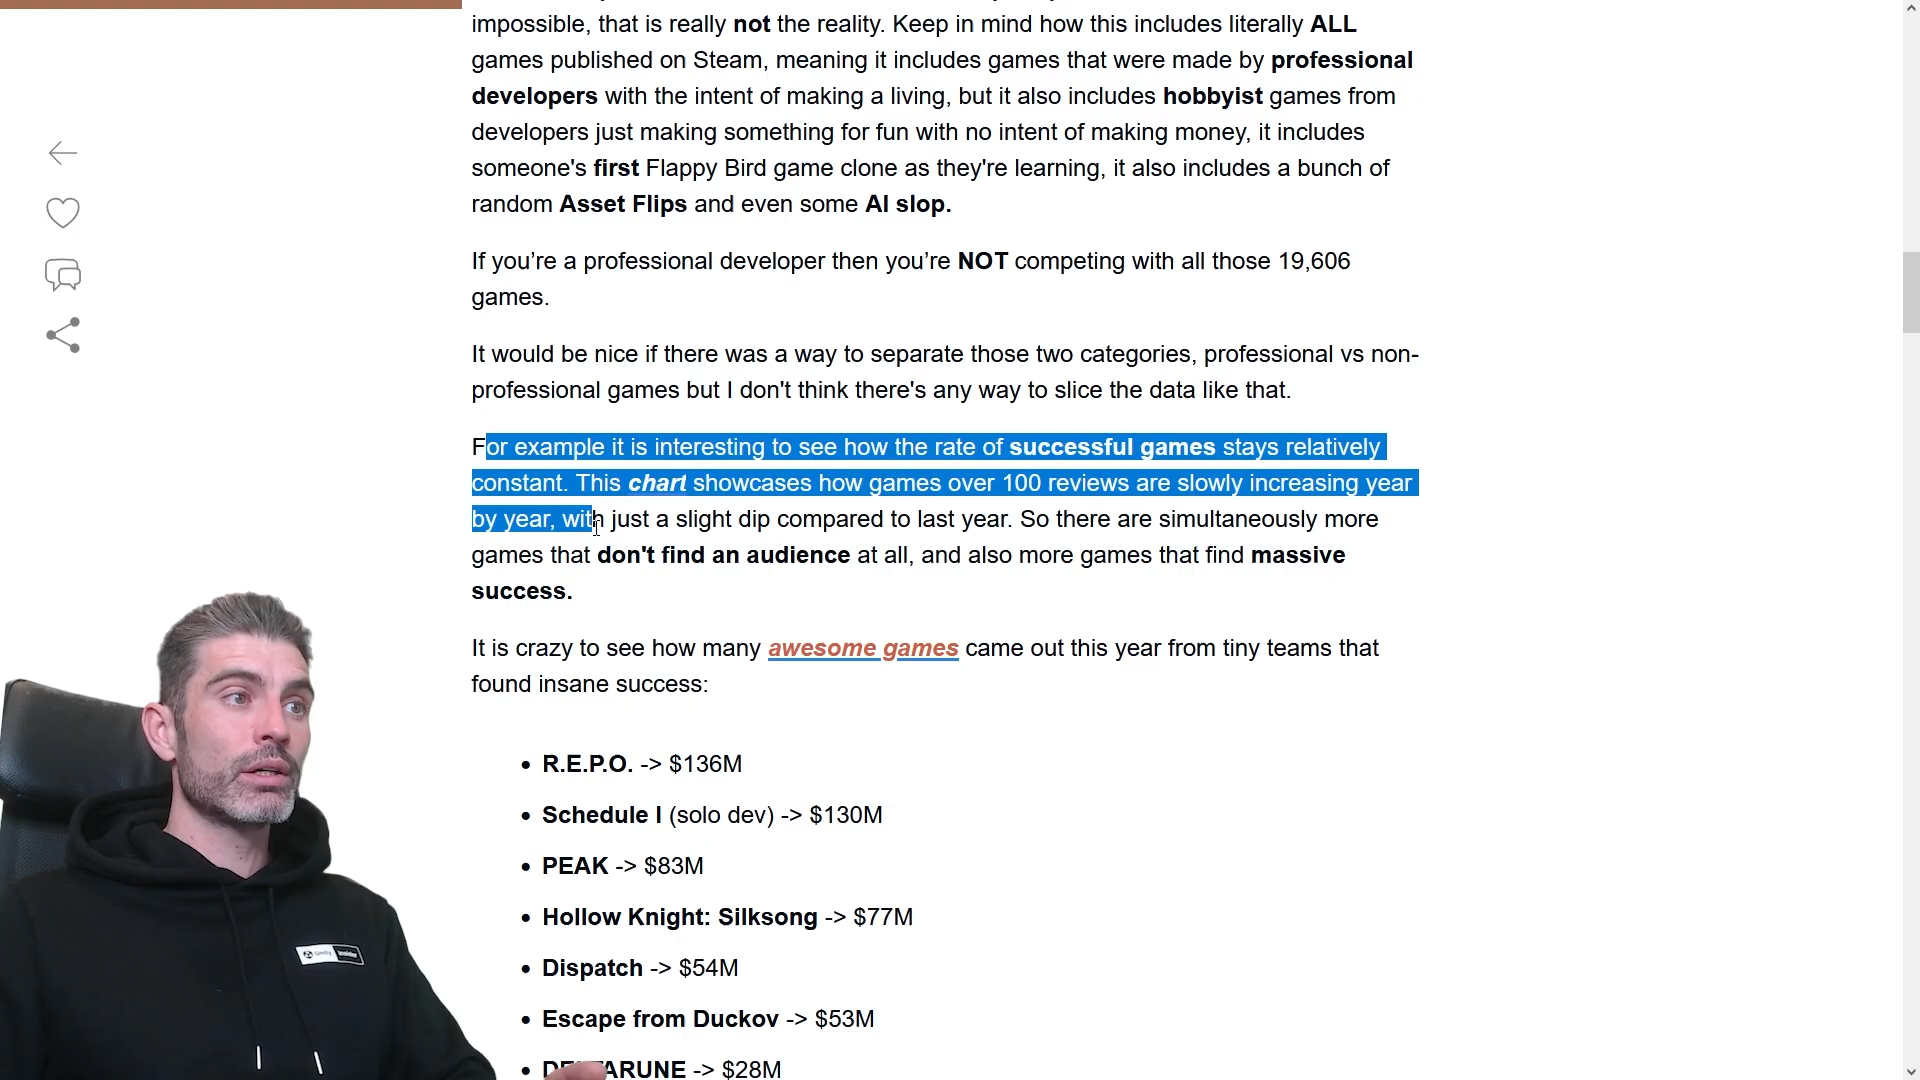 impossible, that is really not the reality. Keep in mind how this includes literally ALL
games published on Steam, meaning it includes games that were made by professional
developers with the intent of making a living, but it also includes hobbyist games from
developers just making something for fun with no intent of making money, it includes
someone's first Flappy Bird game clone as they're learning, it also includes a bunch of
random Asset Flips and even some AI slop.
If you’re a professional developer then you’re NOT competing with all those 19,606
games.
It would be nice if there was a way to separate those two categories, professional vs non-
professional games but I don't think there's any way to slice the data like that.
For example it is interesting to see how the rate of successful games stays relatively
constant. This chart showcases how games over 100 reviews are slowly increasing year
by year, with just a slight dip compared to last year. So there are simultaneously more
games that don't find an audience at all, and also more games that find massive
success.
It is crazy to see how many awesome games came out this year from tiny teams that
found insane success:
• R.E.P.O. -> $136M
• Schedule I (solo dev) -> $130M
• PEAK -> $83M
• Hollow Knight: Silksong -> $77M
• Dispatch -> $54M
• Escape from Duckov -> $53M
-> $28M
Unity Insider